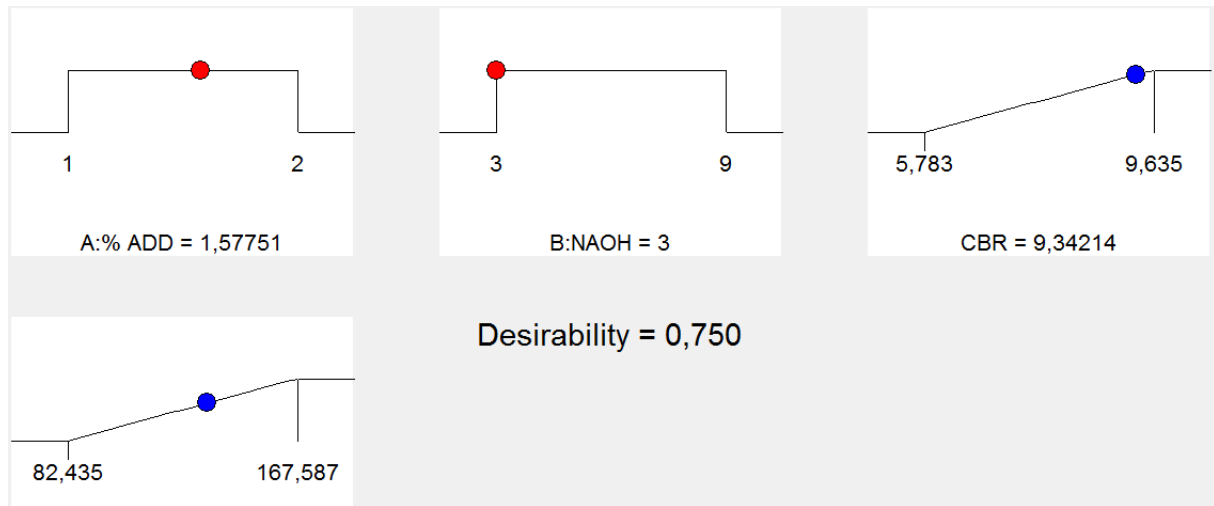 1 2
A:% ADD = 1,57751
3 9
B:NAOH = 3
5,783 9,635
CBR = 9,34214
Desirability = 0,750
82,435 167,587